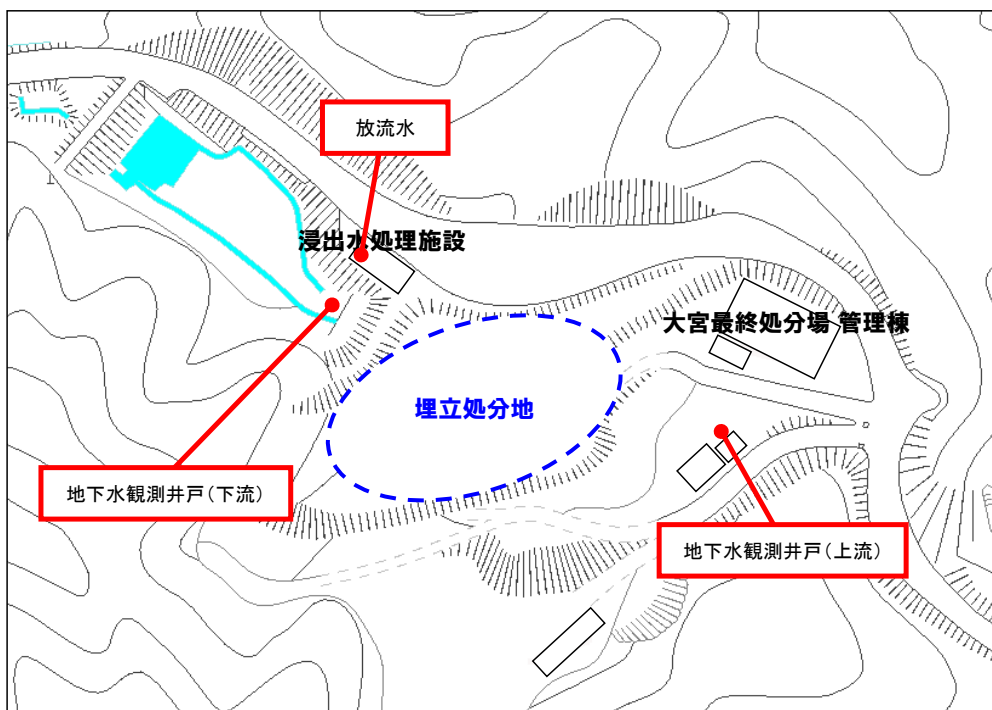 放流水
浸出水処理施設
大宮最終処分場 管理棟
埋立処分地
地下水観測井戸(下流)
地下水観測井戸(上流)